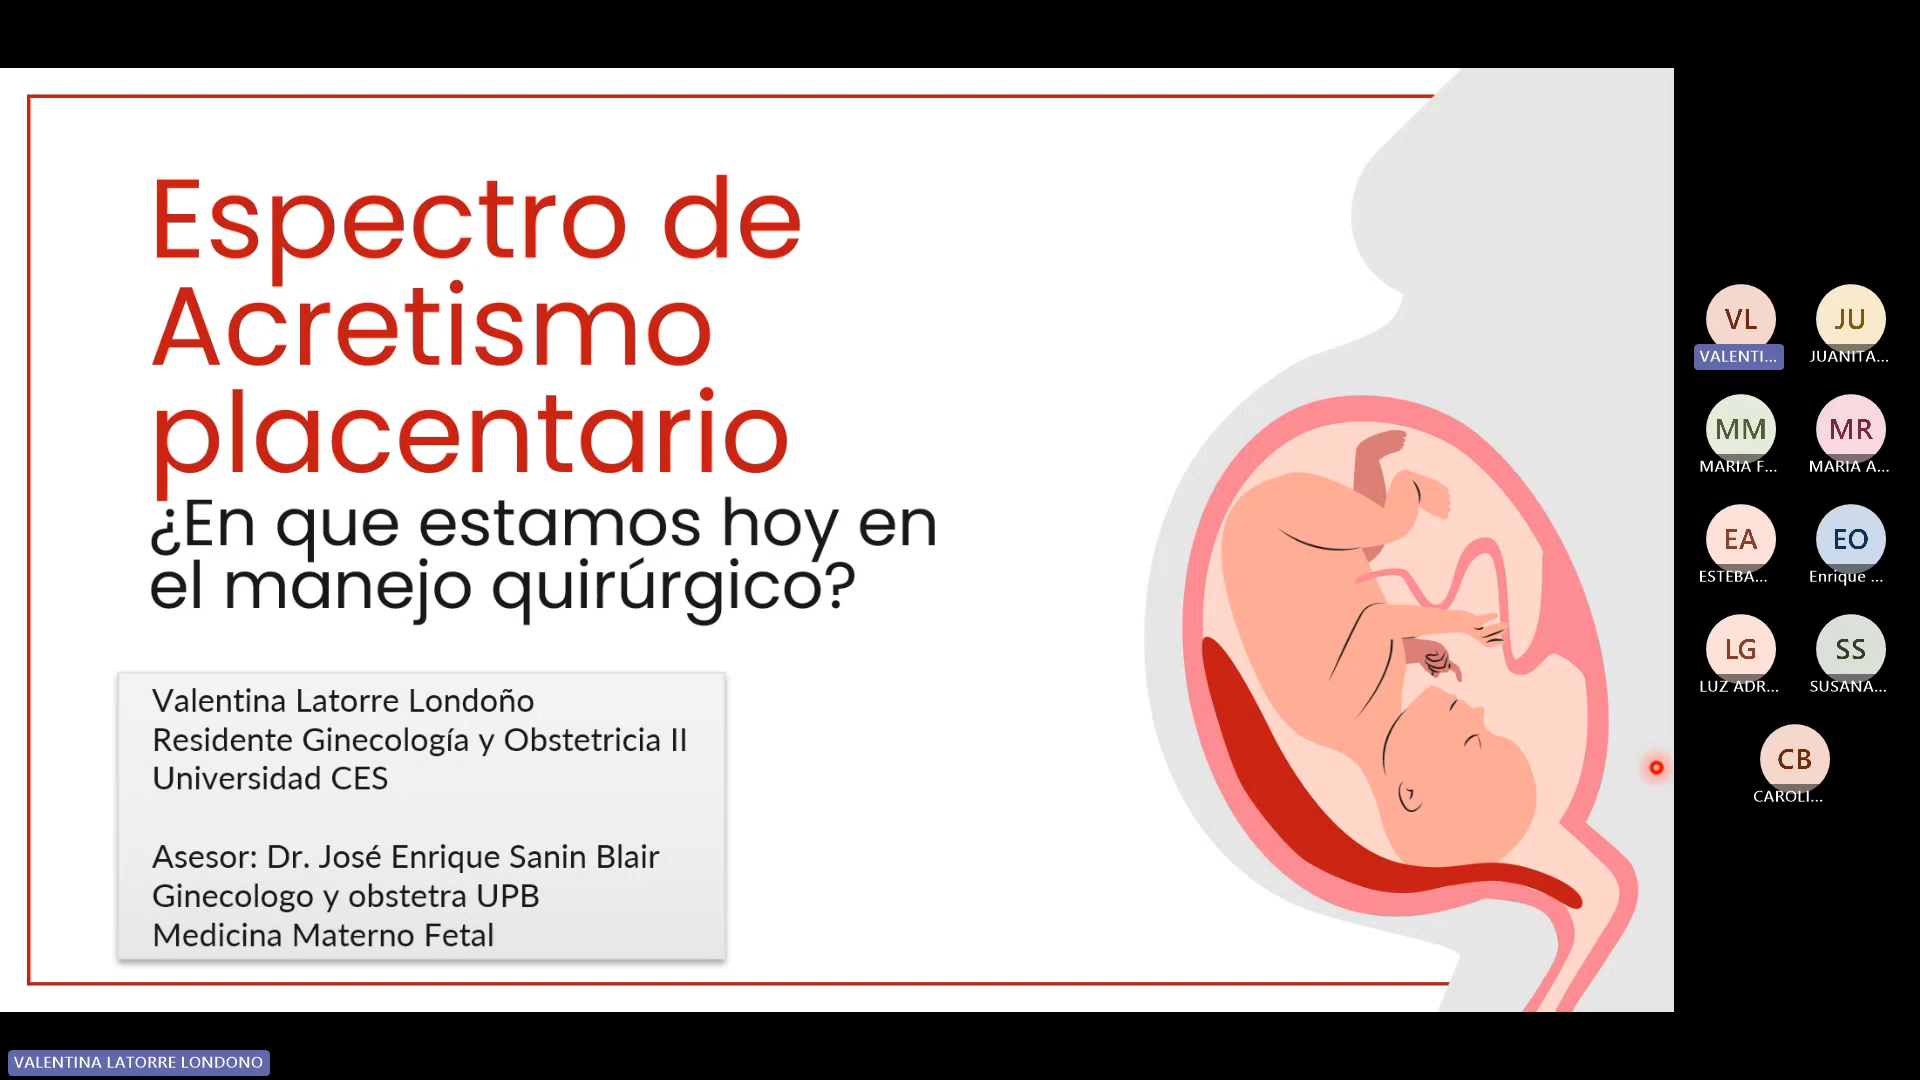 Espectro de
Acretismo
placentario
¿En que estamos hoy en
el manejo quirúrgico?
Valentina Latorre Londoño
Residente Ginecología y Obstetricia II
Universidad CES
Asesor: Dr. José Enrique Sanin Blair
Ginecologo y obstetra UPB
Medicina Materno Fetal
VL
VALENTI...
JU
JUANITA...
MM
MARIA F...
MR
MARIA A...
EA
ESTEBA...
EO
Enrique ...
LG
LUZ ADR...
SS
SUSANA...
CB
CAROLI...
VALENTINA LATORRE LONDONO